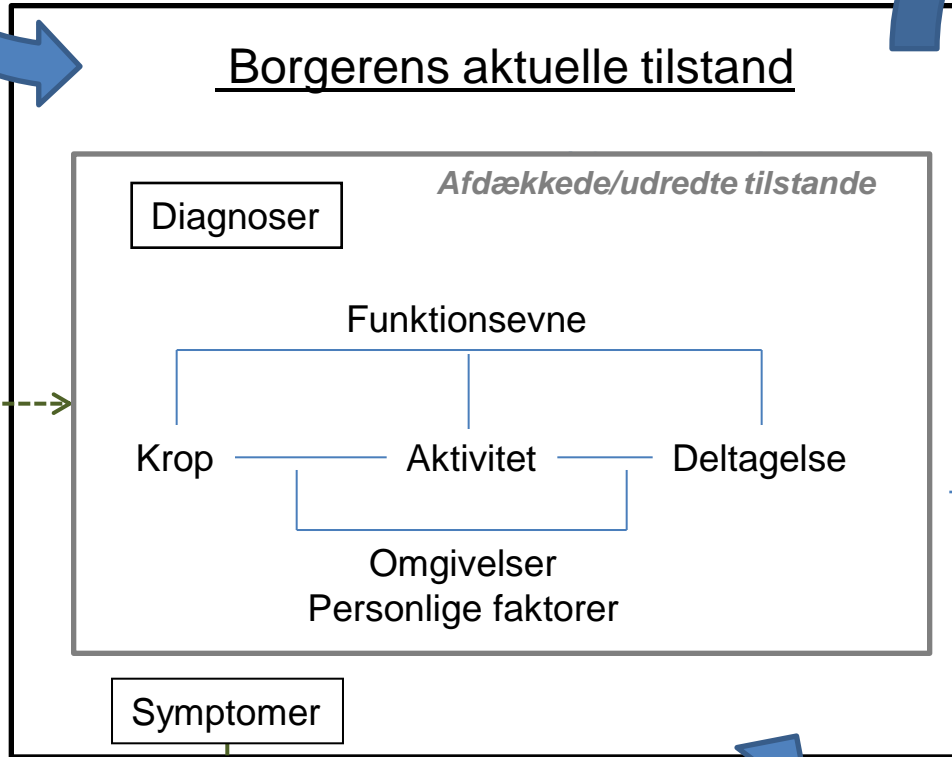 Borgerens aktuelle tilstand
Afdækkede/udredte tilstande
Diagnoser
Funktionsevne
Krop Aktivitet Deltagelse
Omgivelser
Personlige faktorer
Symptomer